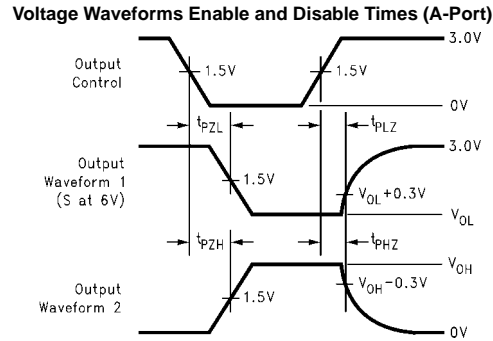 Voltage Waveforms Enable and Disable Times (A-Port)
Output
Control
1.5V
1.5V
3.0V
0V
tPZL
tPLZ
Output
Waveform 1
(S at 6V)
1.5V
3.0V
VOL+0.3V
VOL
tPZH
tPHZ
Output
Waveform 2
1.5V
VOH
VOH-0.3V
0V